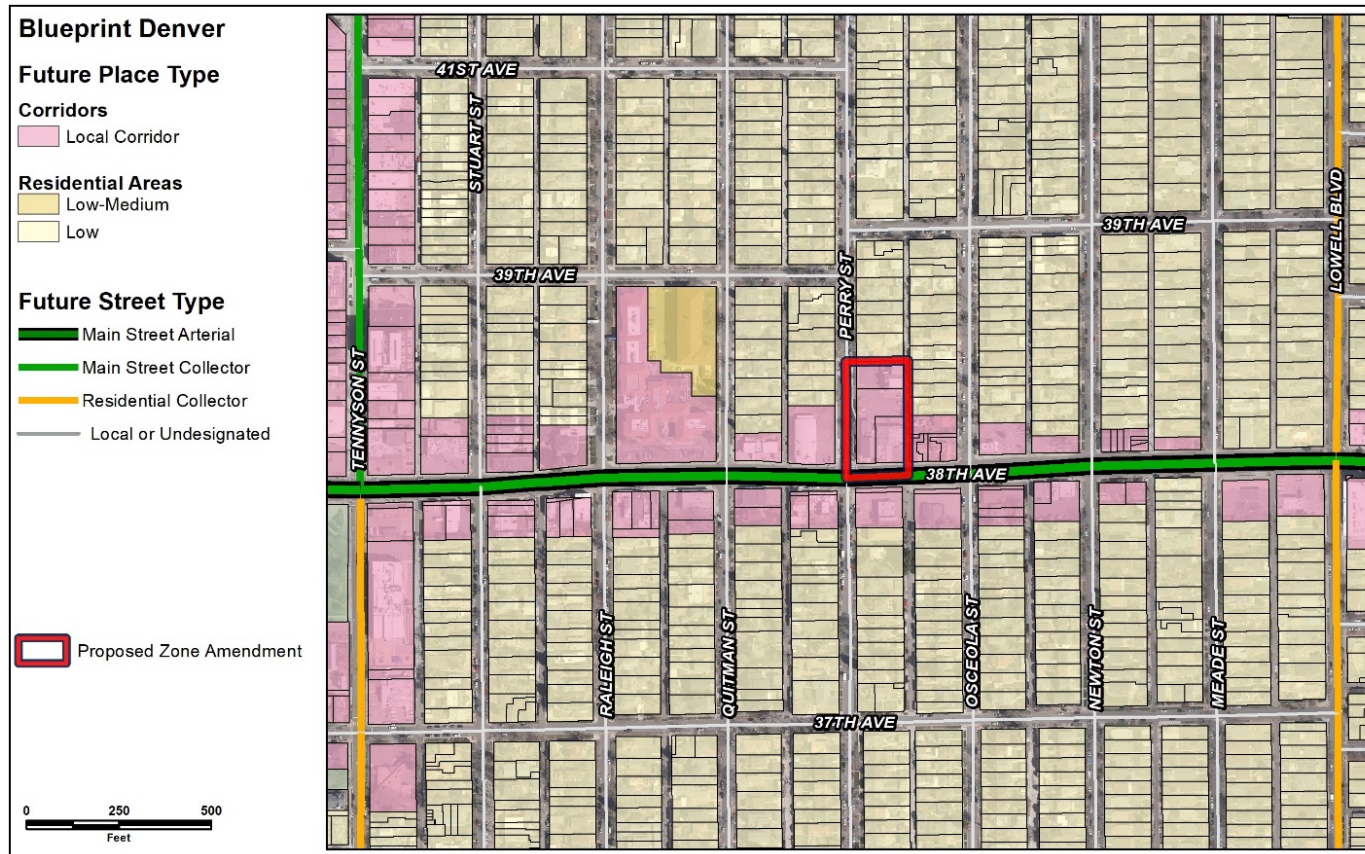 Blueprint Denver
Future Place Type
Corridors
Local Corridor
Residential Areas
Low-Medium
Low
Future Street Type
Main Street Arterial
Main Street Collector
Residential Collector
Local or Undesignated
Proposed Zone Amendment
0 250 500
Feet
41ST AVE
STUART ST
39TH AVE
39TH AVE
LOWELL BLVD
PERRY ST
TENNYSON ST
38TH AVE
RALEIGH ST
QUITMAN ST
OSCEOLA ST
NEWTON ST
MEADE ST
37TH AVE